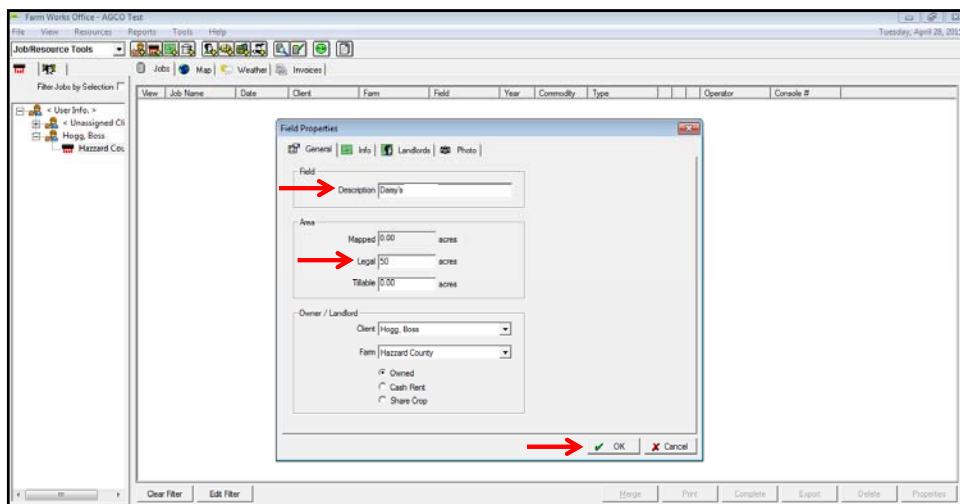 Farm Works Office - AGCO Test
File View Resources Reports Tools Help Tuesday, April 28, 201
Job/Resource Tools
Jobs Map Weather Invoices
Filter Jobs by Selection
View Job Name Date Client Farm Field Year Commodity Type Operator Console #
< User Info. >
< Unassigned Cli
Hogg, Boss
Hazzard Cou
Field Properties
General Info Landlords Photo
Field
Description Darny's
Area
Mapped 0.00 acres
Legal 50 acres
Tillable 0.00 acres
Owner / Landlord
Client Hogg, Boss
Farm Hazzard County
Owned
Cash Rent
Share Crop
OK Cancel
Clear Filter Edit Filter Merge Print Complete Export Delete Properties